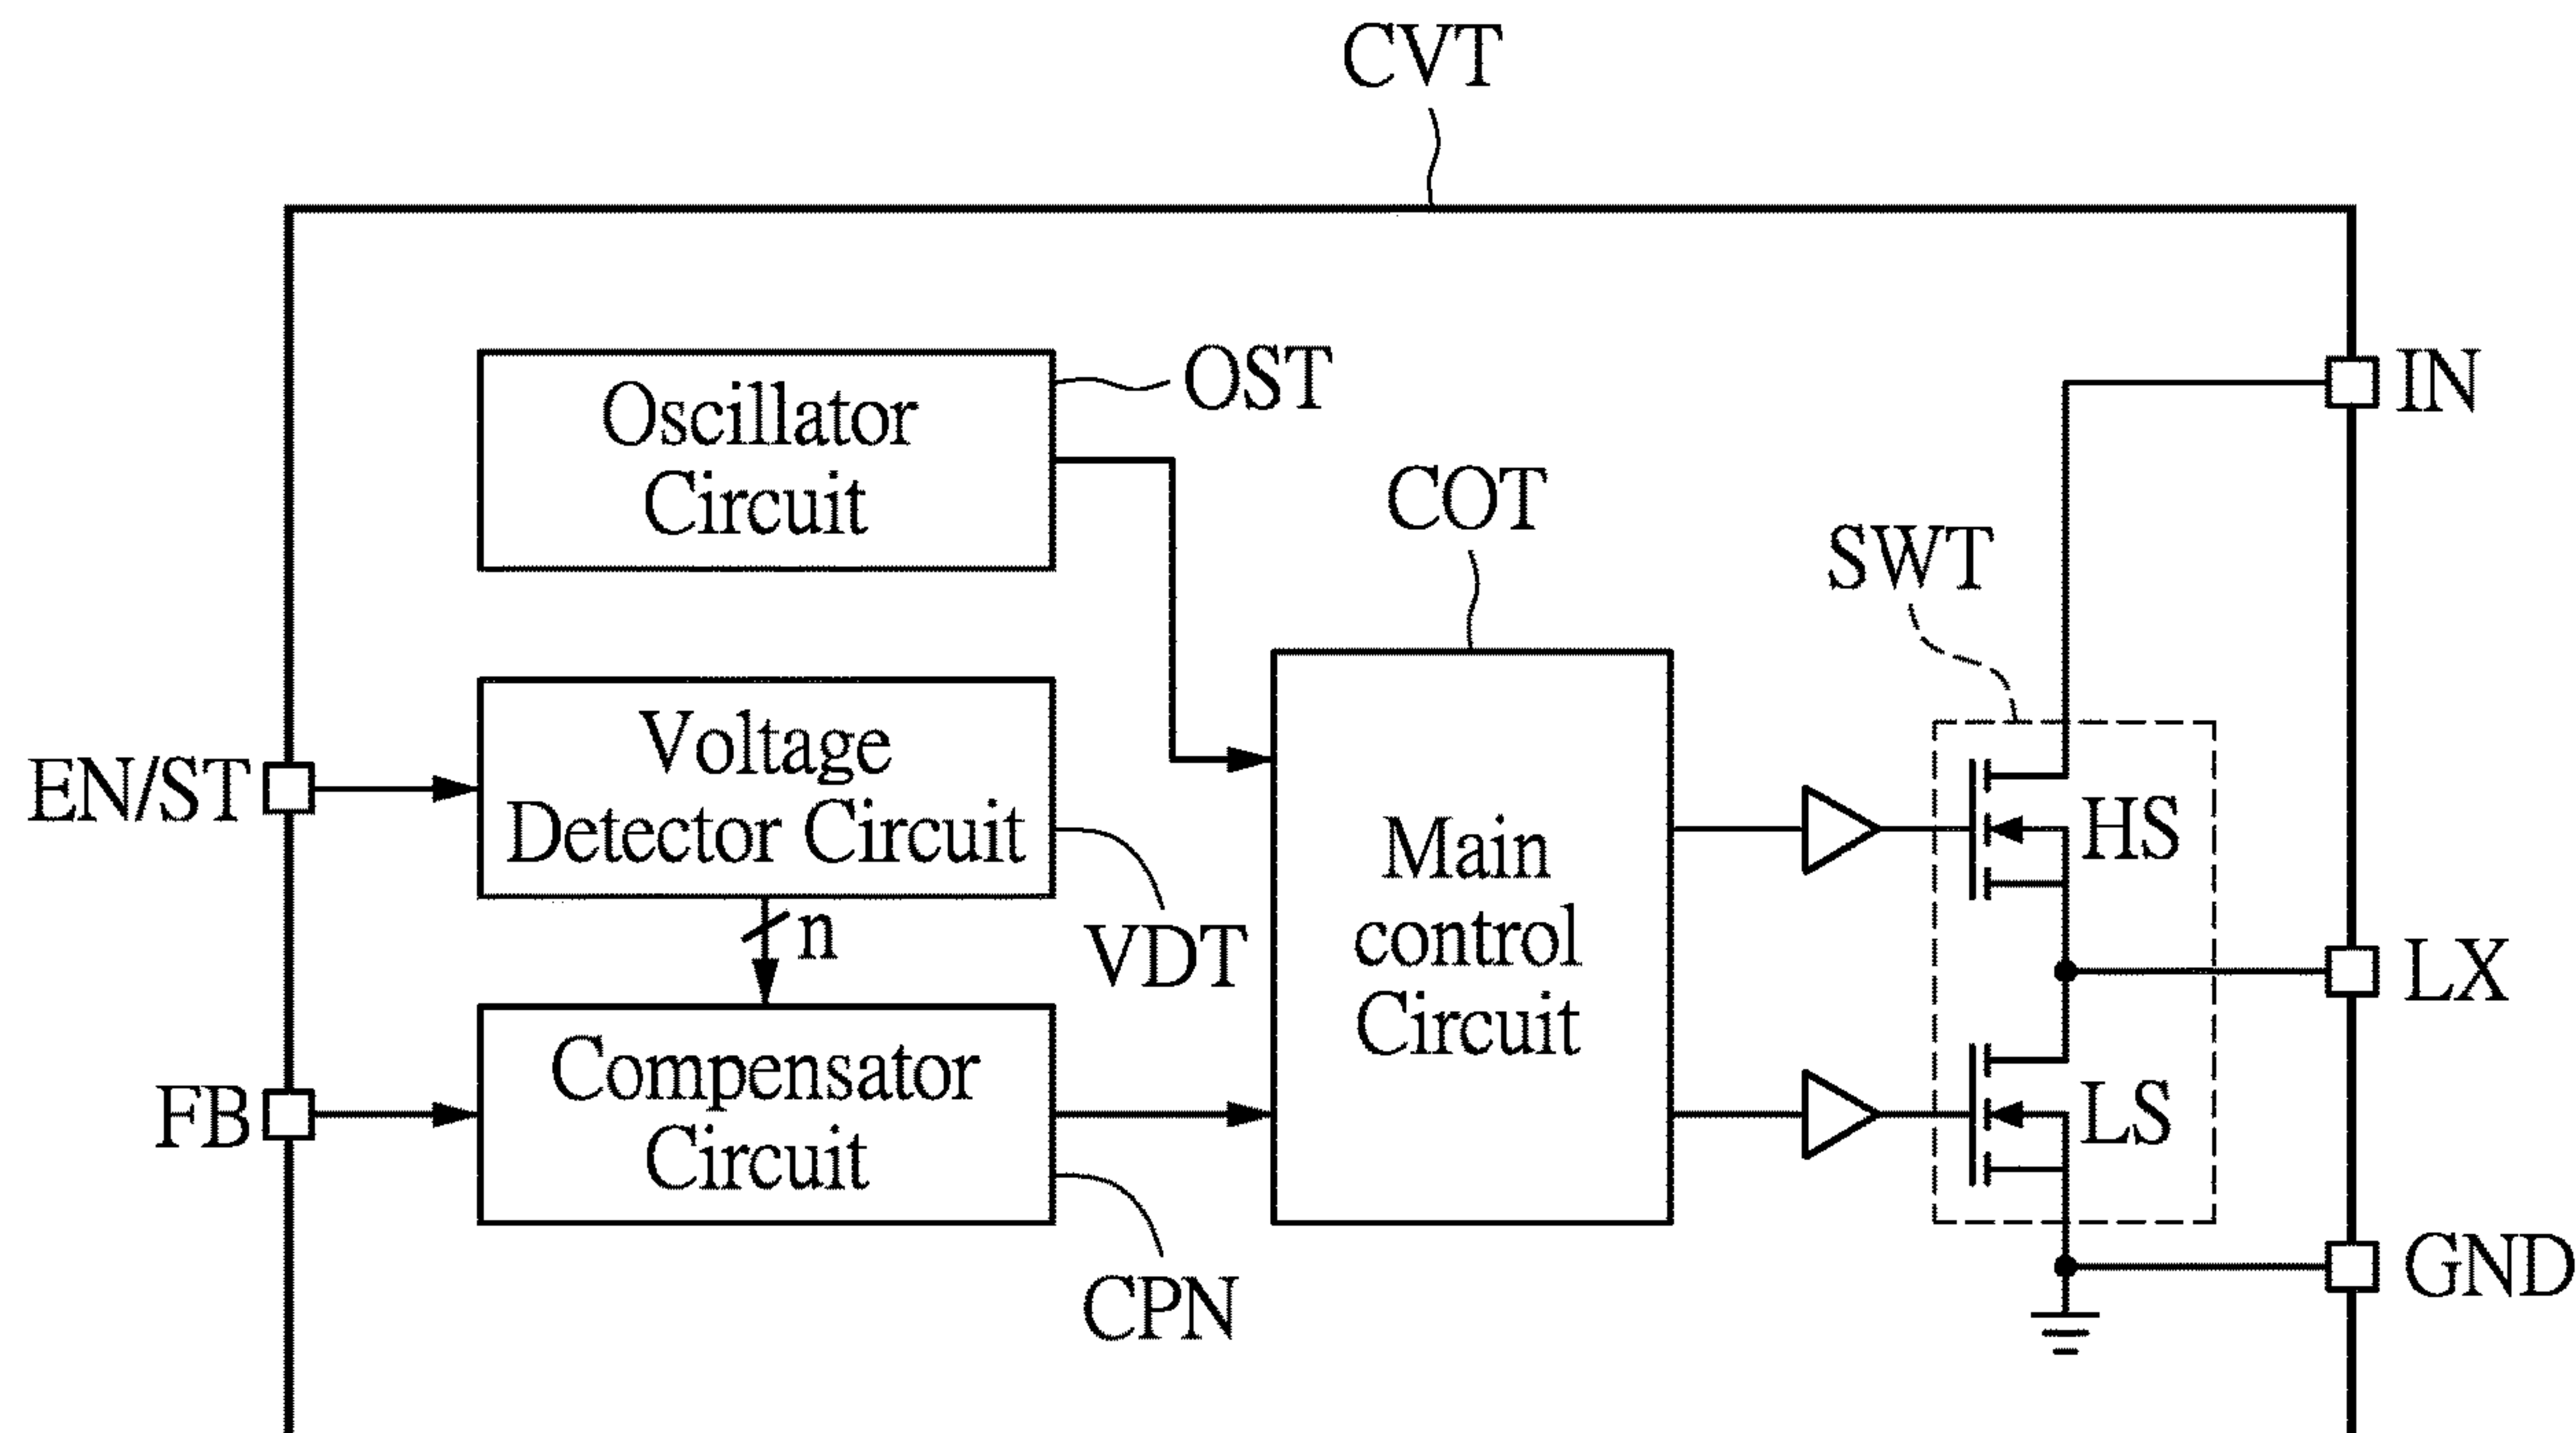 CVT
Oscillator
Circuit
OST
IN
COT
SWT
EN/ST
Voltage
Detector Circuit
VDT
n
Main
control
Circuit
HS
LX
FB
Compensator
Circuit
CPN
LS
GND